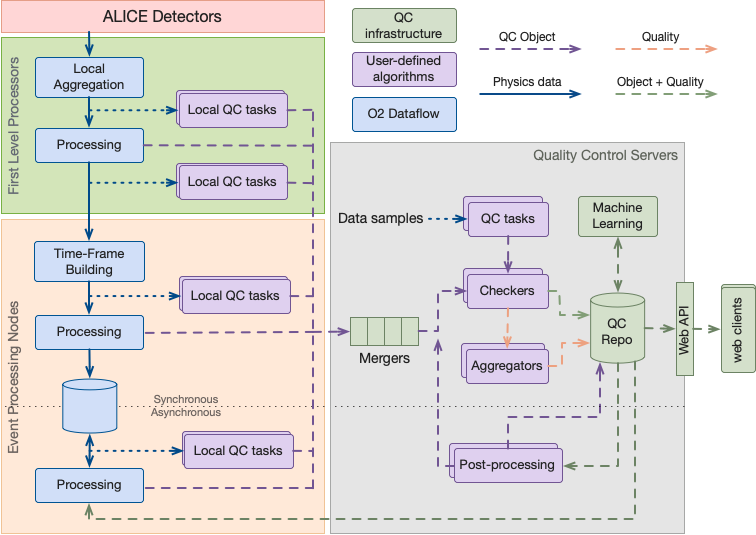 ALICE Detectors
First Level Processors
Local
Aggregation
Local QC tasks
Processing
Local QC tasks
Event Processing Nodes
Time-Frame
Building
Local QC tasks
Processing
Synchronous
Asynchronous
Local QC tasks
Processing
QC
infrastructure
User-defined
algorithms
O2 Dataflow
QC Object
Quality
Physics data
Object + Quality
Quality Control Servers
Data samples
QC tasks
Machine
Learning
Checkers
Mergers
Aggregators
QC
Repo
Web API
web clients
Post-processing